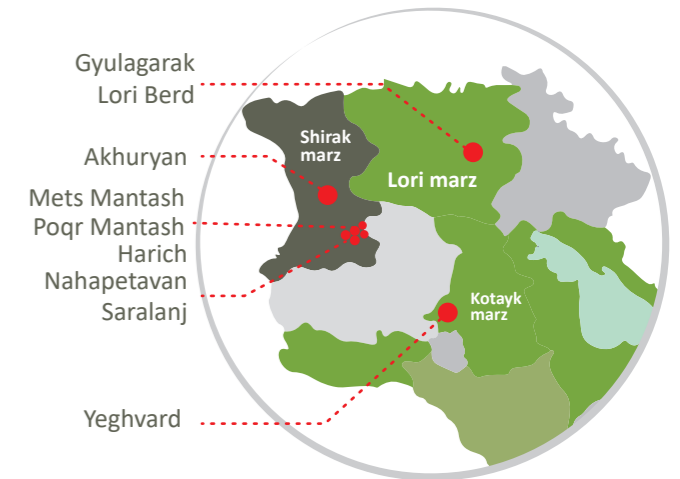 Gyulagarak
Lori Berd
Akhuryan
Mets Mantash
Poqr Mantash
Harich
Nahapetavan
Saralanj
Yeghvard
Shirak
marz
Lori marz
Kotayk
marz